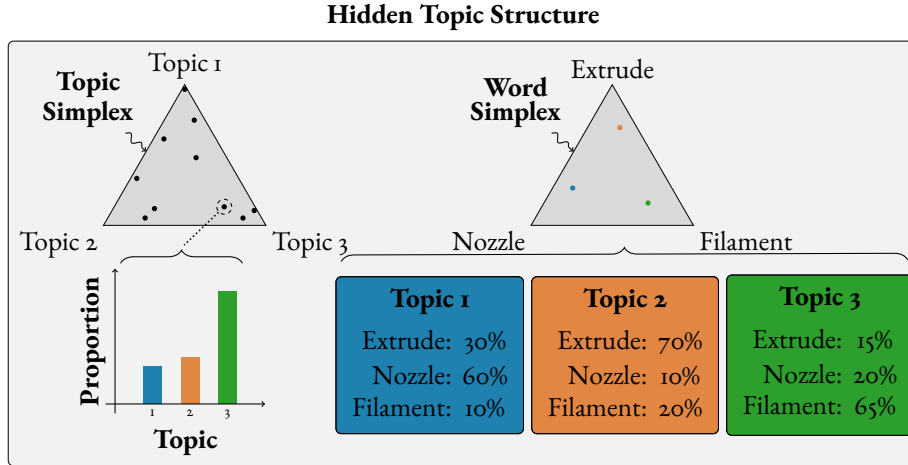 Hidden Topic Structure
Topic 1
Topic
Simplex
Topic 2
Topic 3
Extrude
Word
Simplex
Nozzle
Filament
Proportion
1 2 3
Topic
Topic 1
Extrude: 30%
Nozzle: 60%
Filament: 10%
Topic 2
Extrude: 70%
Nozzle: 10%
Filament: 20%
Topic 3
Extrude: 15%
Nozzle: 20%
Filament: 65%